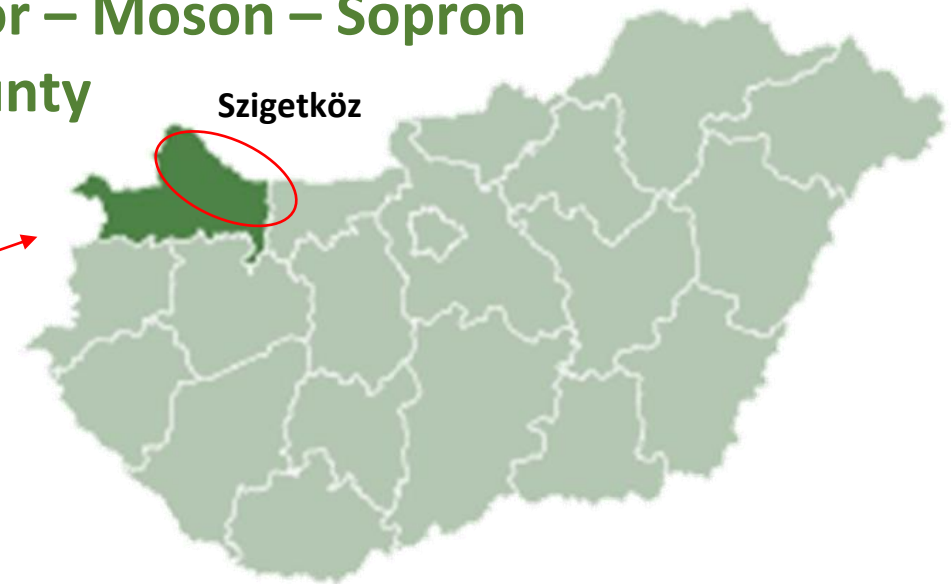 or – Moson – Sopron
unty
Szigetköz